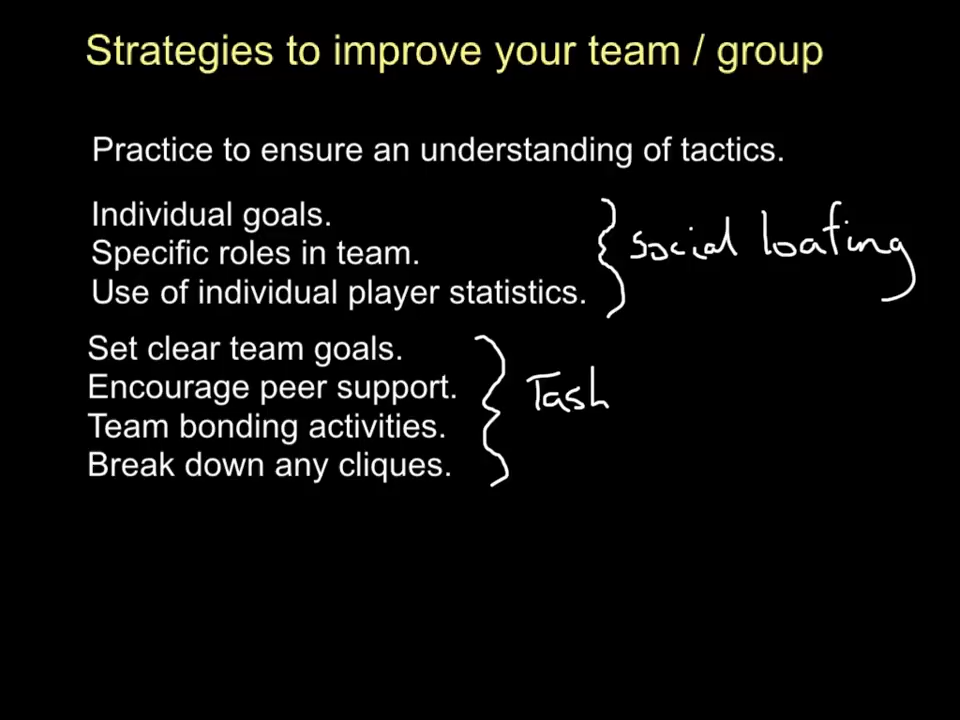 Strategies to improve your team / group
Practice to ensure an understanding of tactics.
Individual goals.
Specific roles in team.
Use of individual player statistics.
social loafing
Set clear team goals.
Encourage peer support.
Team bonding activities.
Break down any cliques.
Tash